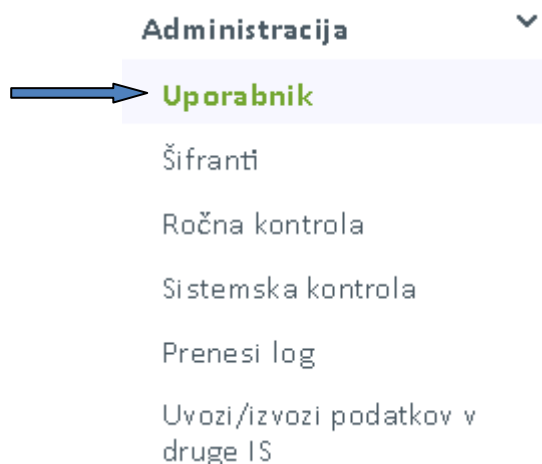 Administracija
Uporabnik
Šifranti
Ročna kontrola
Sistemska kontrola
Prenesi log
Uvozi/izvozi podatkov v
druge IS